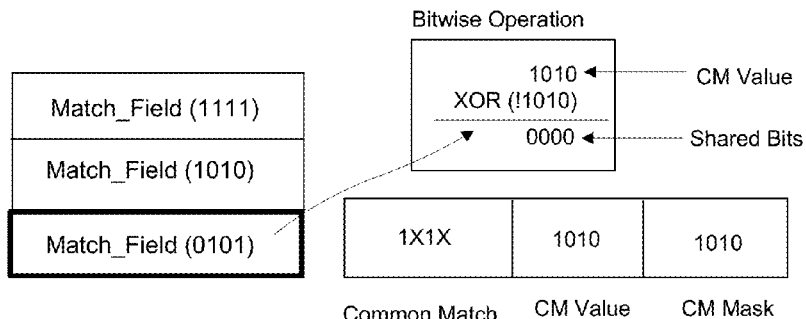 Bitwise Operation
1010
CM Value
XOR (!1010)
0000
Shared Bits
Match_Field (1111)
Match_Field (1010)
Match_Field (0101)
1X1X
1010
1010
Common Match
CM Value
CM Mask